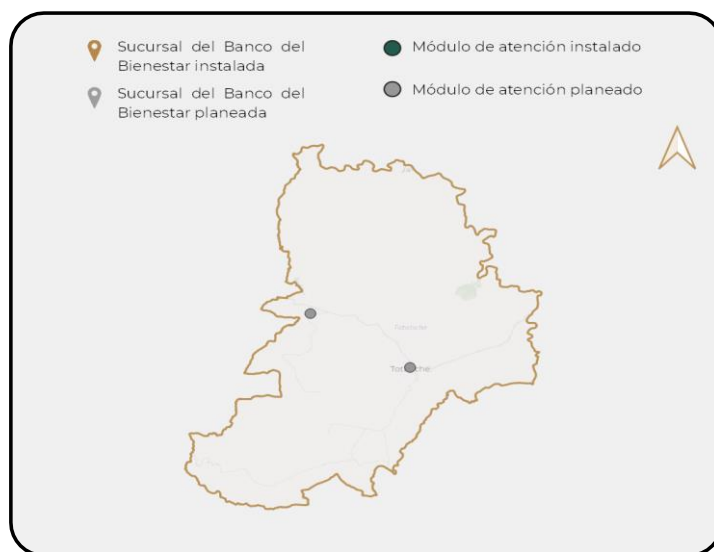 Sucursal del Banco del
Bienestar instalada
Sucursal del Banco del
Bienestar planeada
Módulo de atención instalado
Módulo de atención planeado
Totolache